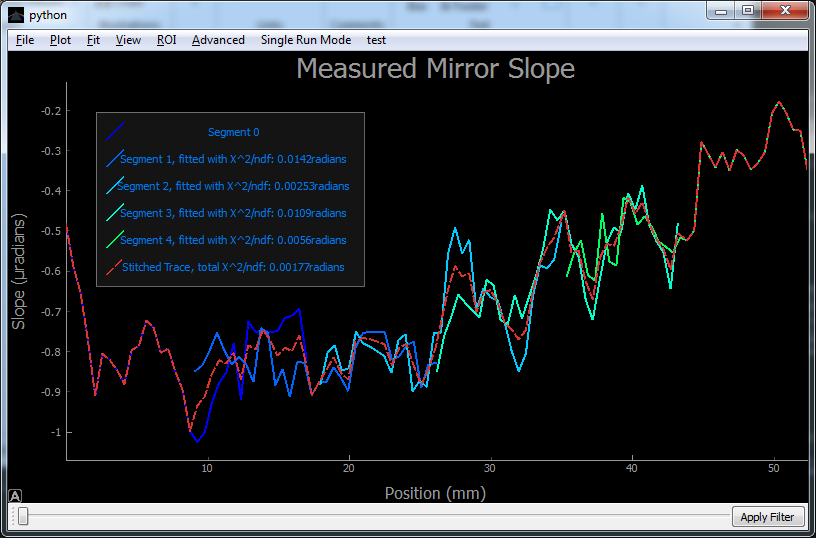 python
File Plot Fit View ROI Advanced Single Run Mode test
Measured Mirror Slope
Segment 0
Segment 1, fitted with X^2/ndf: 0.0142radians
Segment 2, fitted with X^2/ndf: 0.00253radians
Segment 3, fitted with X^2/ndf: 0.0109radians
Segment 4, fitted with X^2/ndf: 0.0056radians
Stitched Trace, total X^2/ndf: 0.00177radians
Slope (μradians)
-0.2
-0.3
-0.4
-0.5
-0.6
-0.7
-0.8
-0.9
-1
10 20 30 40 50
Position (mm)
A
Apply Filter